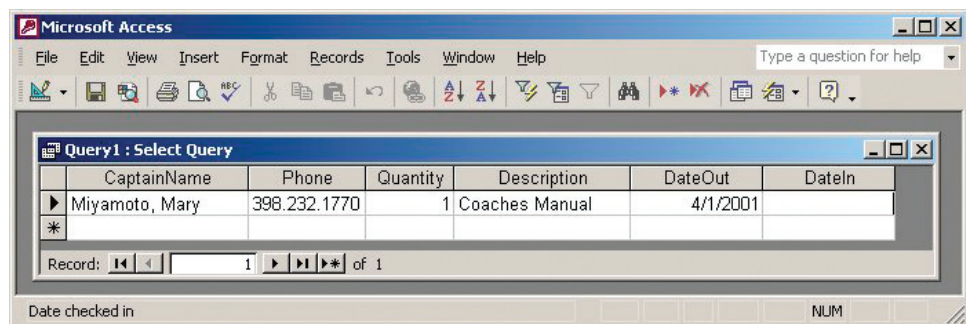 Microsoft Access
File Edit View Insert Format Records Tools Window Help Type a question for help
ABC
Query1 : Select Query
CaptainName Phone Quantity Description DateOut DateIn
Miyamoto, Mary 398.232.1770 1 Coaches Manual 4/1/2001
Record: 1 of 1
Date checked in NUM